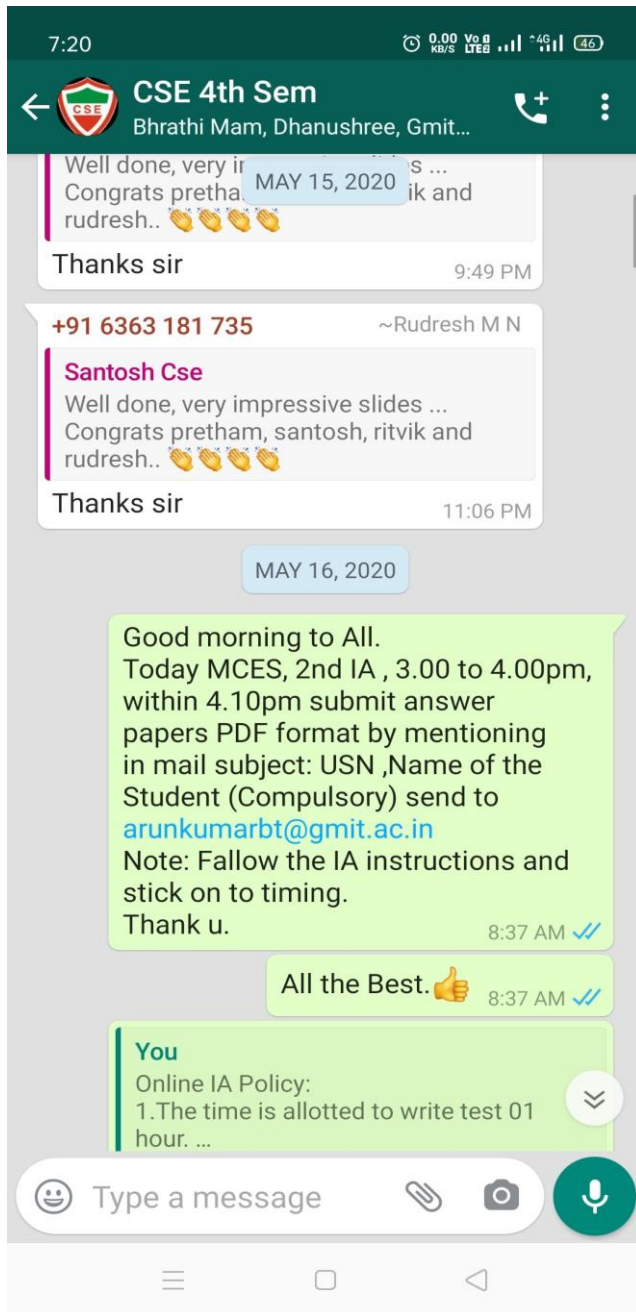 7:20 0.00 KB/S Vo LTE2 4G 46
CSE
CSE 4th Sem
Bhrathi Mam, Dhanushree, Gmit...
Well done, very
MAY 15, 2020
Congrats ik and
rudresh.. 👏👏👏👏
Thanks sir
9:49 PM
+91 6363 181 735 ~Rudresh M N
Santosh Cse
Well done, very impressive slides ...
Congrats pretham, santosh, ritvik and
rudresh.. 👏👏👏👏
Thanks sir
11:06 PM
MAY 16, 2020
Good morning to All.
Today MCES, 2nd IA , 3.00 to 4.00pm,
within 4.10pm submit answer
papers PDF format by mentioning
in mail subject: USN ,Name of the
Student (Compulsory) send to
arunkumarbt@gmit.ac.in
Note: Fallow the IA instructions and
stick on to timing.
Thank u.
8:37 AM
All the Best.👍 8:37 AM
You
Online IA Policy:
1.The time is allotted to write test 01
hour. ...
Type a message